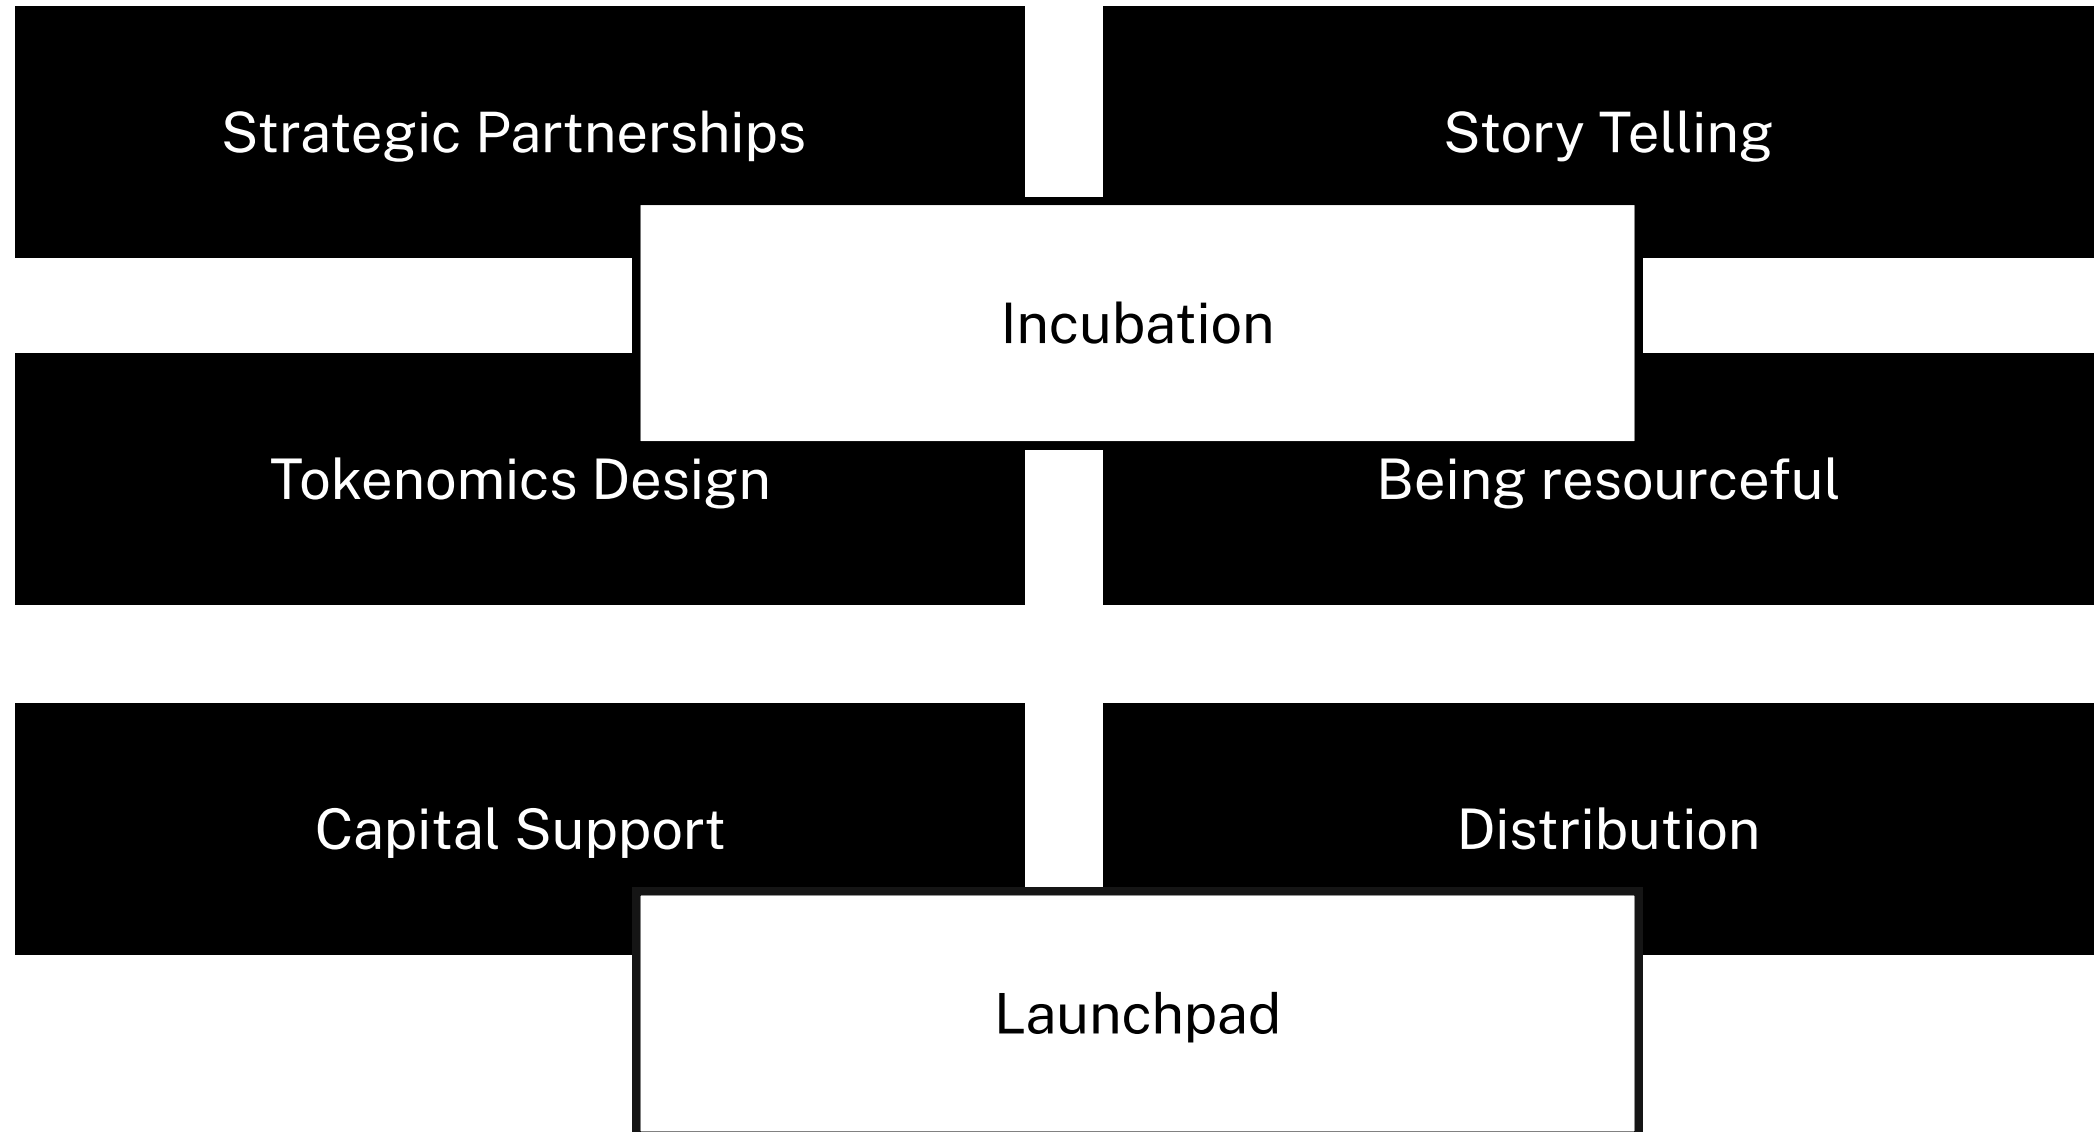 Strategic Partnerships
Story Telling
Incubation
Tokenomics Design
Being resourceful
Capital Support
Distribution
Launchpad